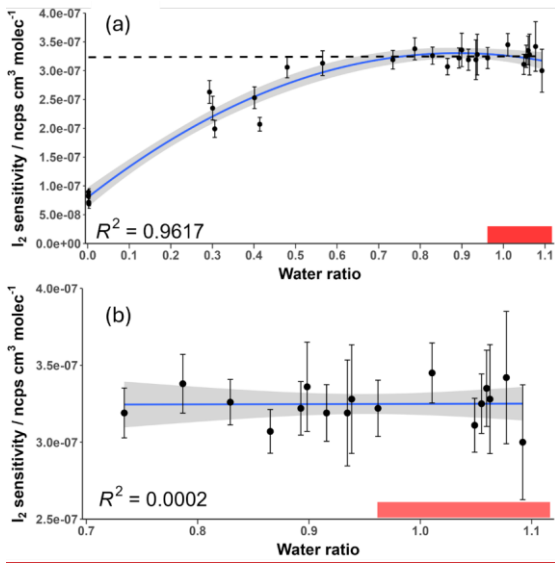 (a)
I₂ sensitivity / ncps cm³ molec⁻¹
4.0e-07
3.5e-07
3.0e-07
2.5e-07
2.0e-07
1.5e-07
1.0e-07
5.0e-08
0.0e+00
R² = 0.9617
0.0 0.1 0.2 0.3 0.4 0.5 0.6 0.7 0.8 0.9 1.0 1.1
Water ratio
(b)
I₂ sensitivity / ncps cm³ molec⁻¹
4.0e-07
3.5e-07
3.0e-07
2.5e-07
R² = 0.0002
0.7 0.8 0.9 1.0 1.1
Water ratio